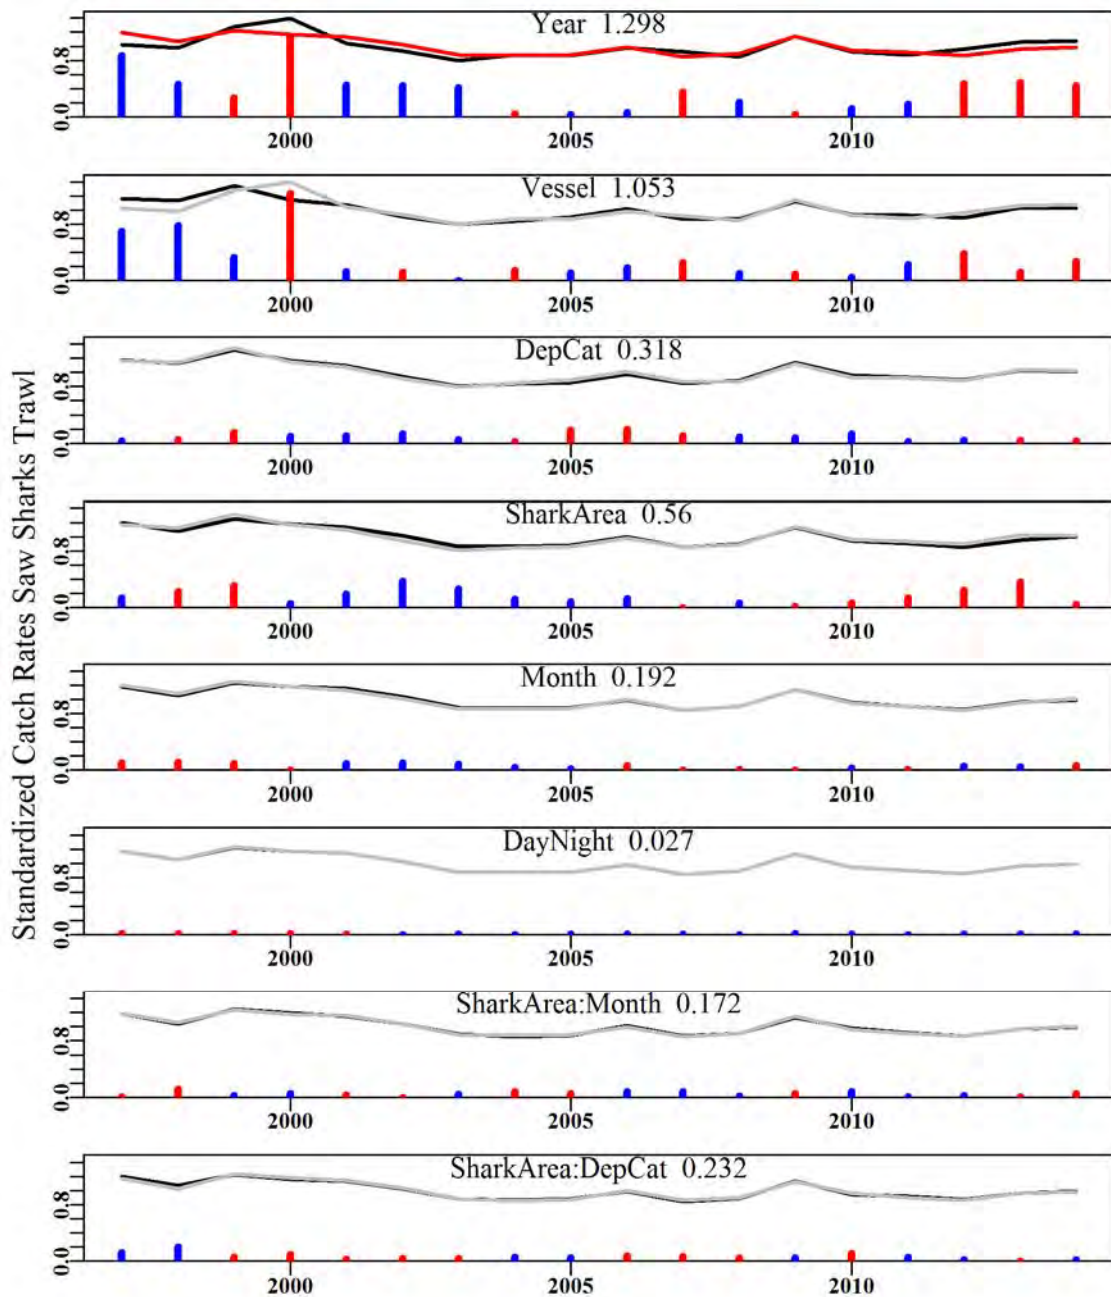 Standardized Catch Rates Saw Sharks Trawl
Year 1.298
0.0 0.8
2000 2005 2010
Vessel 1.053
0.0 0.8
2000 2005 2010
DepCat 0.318
0.0 0.8
2000 2005 2010
SharkArea 0.56
0.0 0.8
2000 2005 2010
Month 0.192
0.0 0.8
2000 2005 2010
DayNight 0.027
0.0 0.8
2000 2005 2010
SharkArea:Month 0.172
0.0 0.8
2000 2005 2010
SharkArea:DepCat 0.232
0.0 0.8
2000 2005 2010